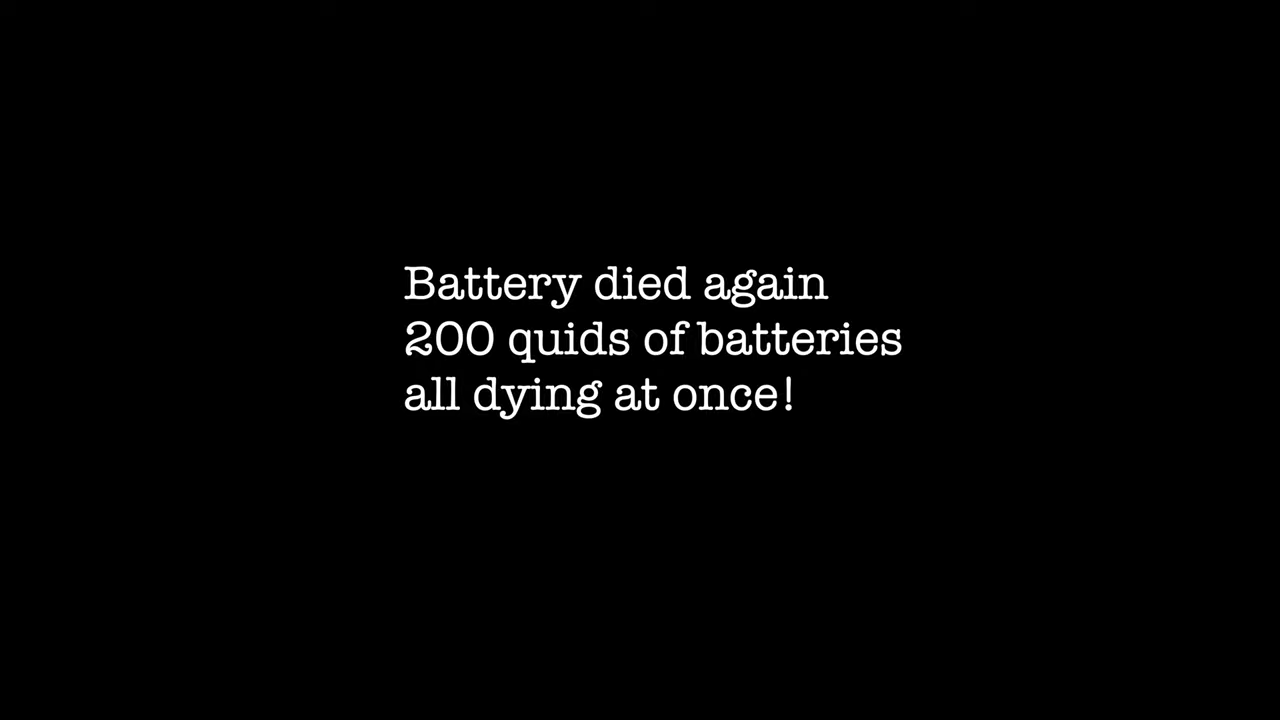 Battery died again
200 quids of batteries
all dying at once!